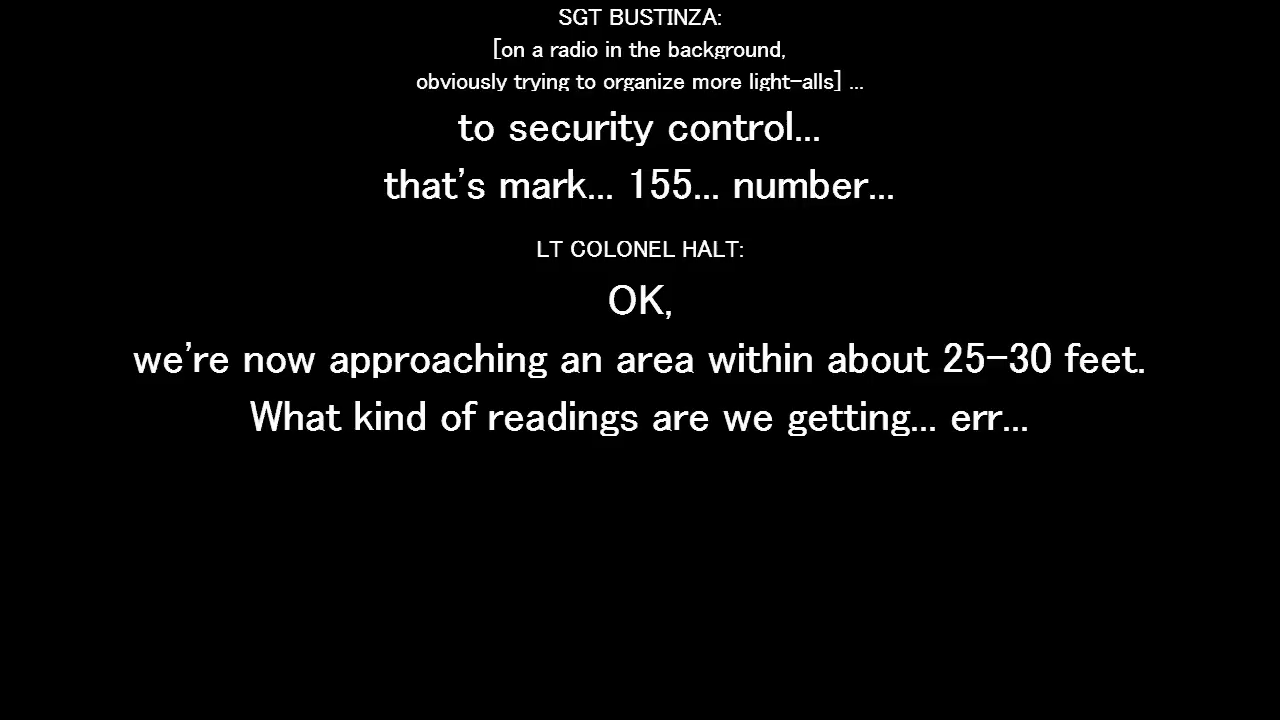 SGT BUSTINZA:
[on a radio in the background,
obviously trying to organize more light-alls] ...
to security control...
that's mark... 155... number...
LT COLONEL HALT:
OK,
we're now approaching an area within about 25-30 feet.
What kind of readings are we getting... err...